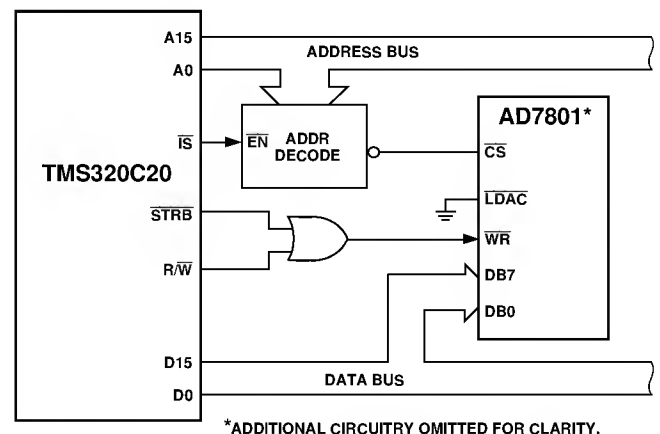 A15
ADDRESS BUS
A0
AD7801*
IS
EN
ADDR
DECODE
CS
TMS320C20
LDAC
STRB
WR
R/W
DB7
DB0
D15
DATA BUS
D0
*ADDITIONAL CIRCUITRY OMITTED FOR CLARITY.